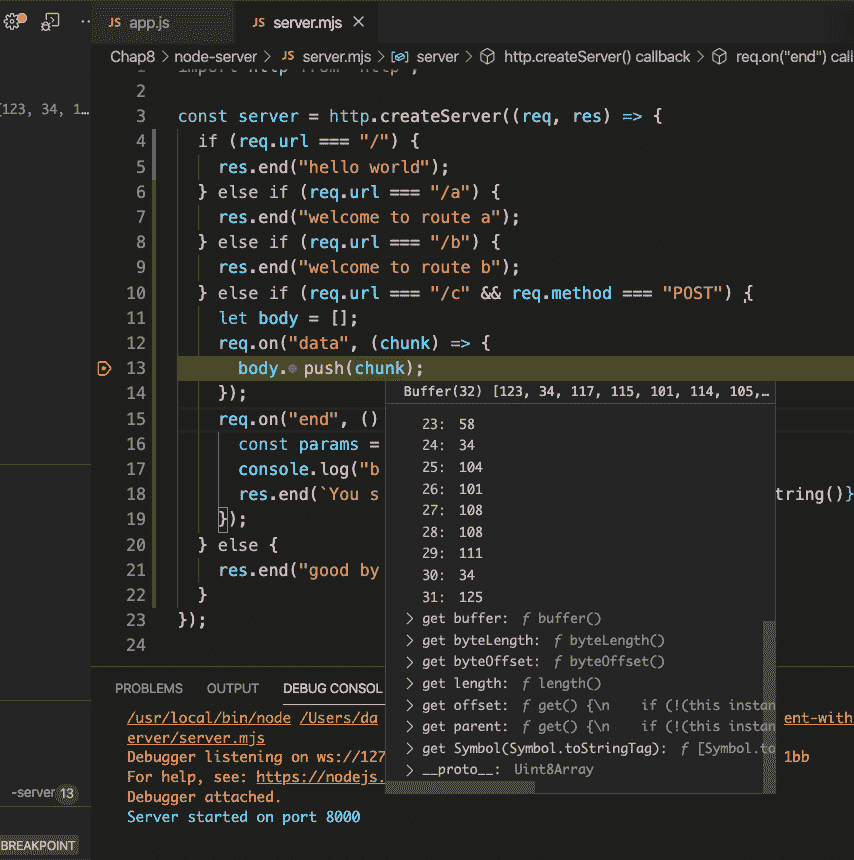 app.js
JS server.mjs ×
Chap8 > node-server > JS server.mjs > server > http.createServer() callback > req.on("end") call
[123, 34, 1…
2
3 const server = http.createServer((req, res) => {
4 if (req.url === "/") {
5 res.end("hello world");
6 } else if (req.url === "/a") {
7 res.end("welcome to route a");
8 } else if (req.url === "/b") {
9 res.end("welcome to route b");
10 } else if (req.url === "/c" && req.method === "POST") {
11 let body = [];
12 req.on("data", (chunk) => {
13 body. push(chunk);
14 });
Buffer(32) [123, 34, 117, 115, 101, 114, 105,…
15 req.on("end", ()
16 const params =
17 console.log("b
18 res.end(`You s tring()}
19 });
20 } else {
21 res.end("good by
22 }
23 });
24
23: 58
24: 34
25: 104
26: 101
27: 108
28: 108
29: 111
30: 34
31: 125
> get buffer: ƒ buffer()
> get byteLength: ƒ byteLength()
> get byteOffset: ƒ byteOffset()
> get length: ƒ length()
> get offset: ƒ get() {\n if (!(this instan
> get parent: ƒ get() {\n if (!(this instan
> get Symbol(Symbol.toStringTag): ƒ [Symbol.to
> __proto__: Uint8Array
PROBLEMS OUTPUT DEBUG CONSOL
/usr/local/bin/node /Users/da ent-with
erver/server.mjs
Debugger listening on ws://127 1bb
For help, see: https://nodejs.
Debugger attached.
Server started on port 8000
-server 13
BREAKPOINT